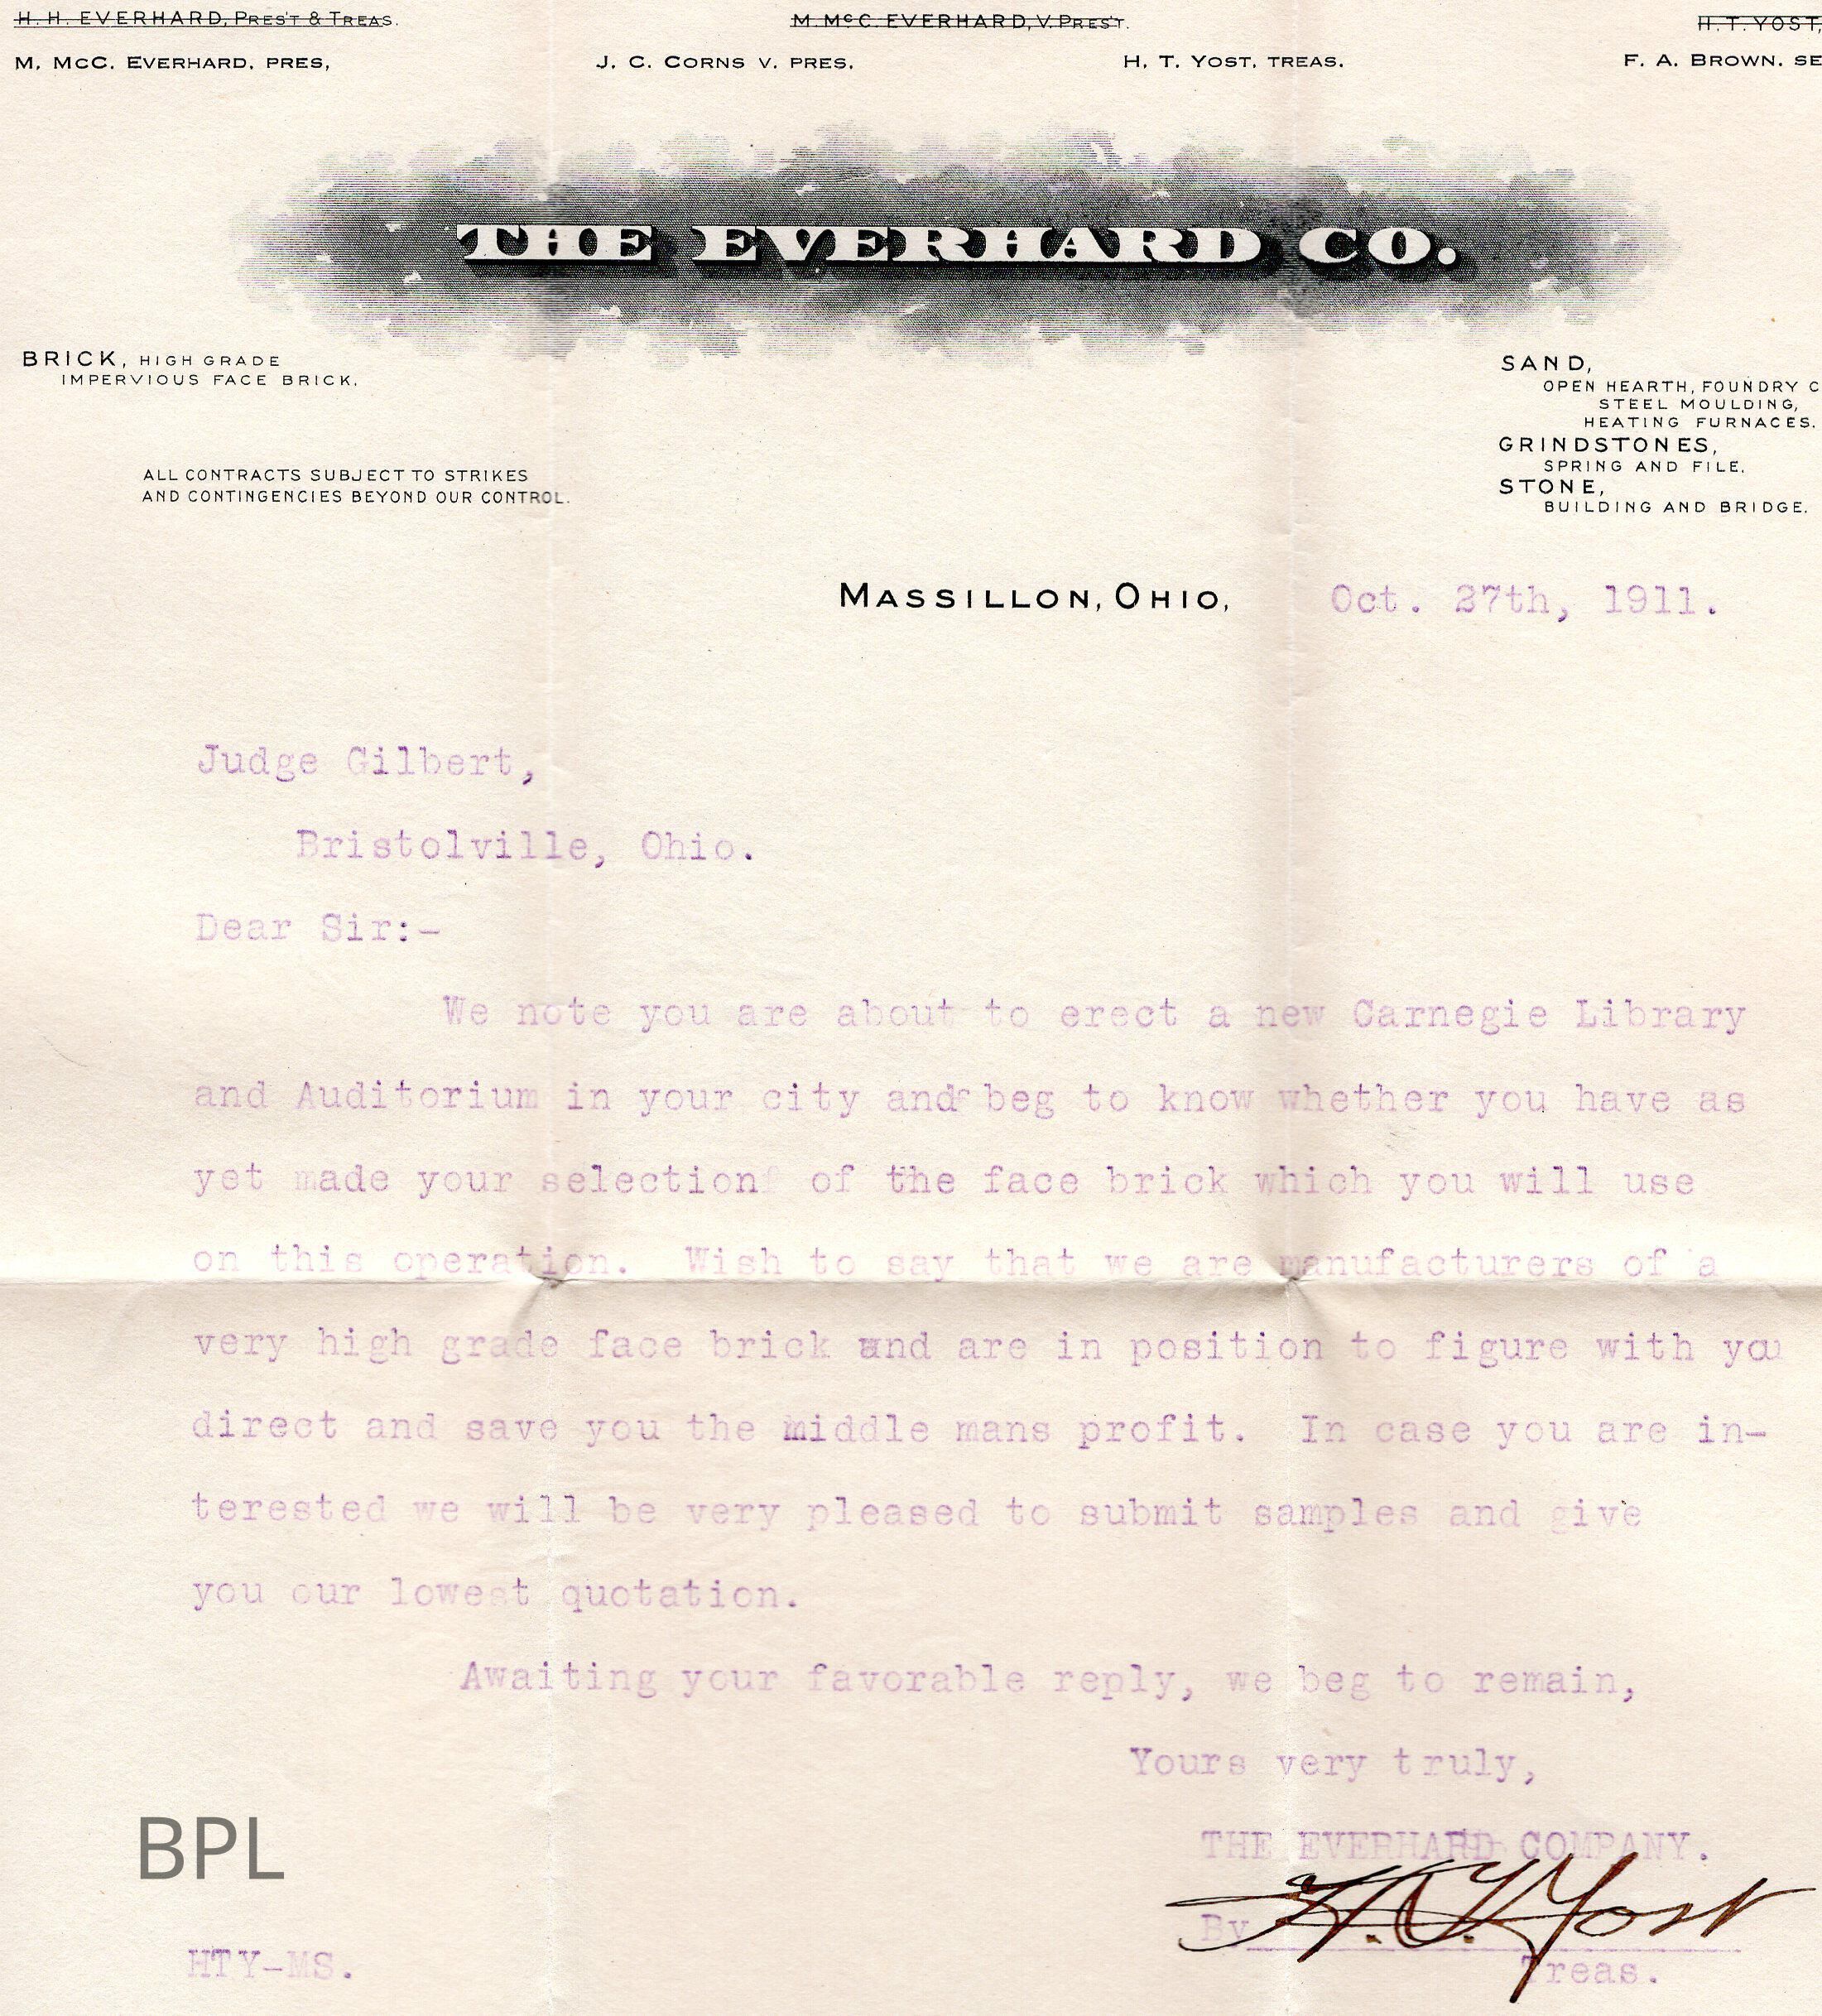 H. H. EVERHARD, PRES'T & TREAS. M. McC. EVERHARD, V. PRES'T. H. T. YOST,
M. McC. EVERHARD, PRES, J. C. CORNS V. PRES. H. T. YOST, TREAS. F. A. BROWN. SE
THE EVERHARD CO.
BRICK, HIGH GRADE
IMPERVIOUS FACE BRICK.
ALL CONTRACTS SUBJECT TO STRIKES
AND CONTINGENCIES BEYOND OUR CONTROL.
SAND,
OPEN HEARTH, FOUNDRY C
STEEL MOULDING,
HEATING FURNACES.
GRINDSTONES,
SPRING AND FILE.
STONE,
BUILDING AND BRIDGE.
MASSILLON, OHIO, Oct. 27th, 1911.
Judge Gilbert,
Bristolville, Ohio.
Dear Sir:-
We note you are about to erect a new Carnegie Library
and Auditorium in your city and beg to know whether you have as
yet made your selection of the face brick which you will use
on this operation. Wish to say that we are manufacturers of a
very high grade face brick and are in position to figure with you
direct and save you the middle mans profit. In case you are in-
terested we will be very pleased to submit samples and give
you our lowest quotation.
Awaiting your favorable reply, we beg to remain,
Yours very truly,
THE EVERHARD COMPANY.
By H. T. Yost
Treas.
BPL
HTY-MS.